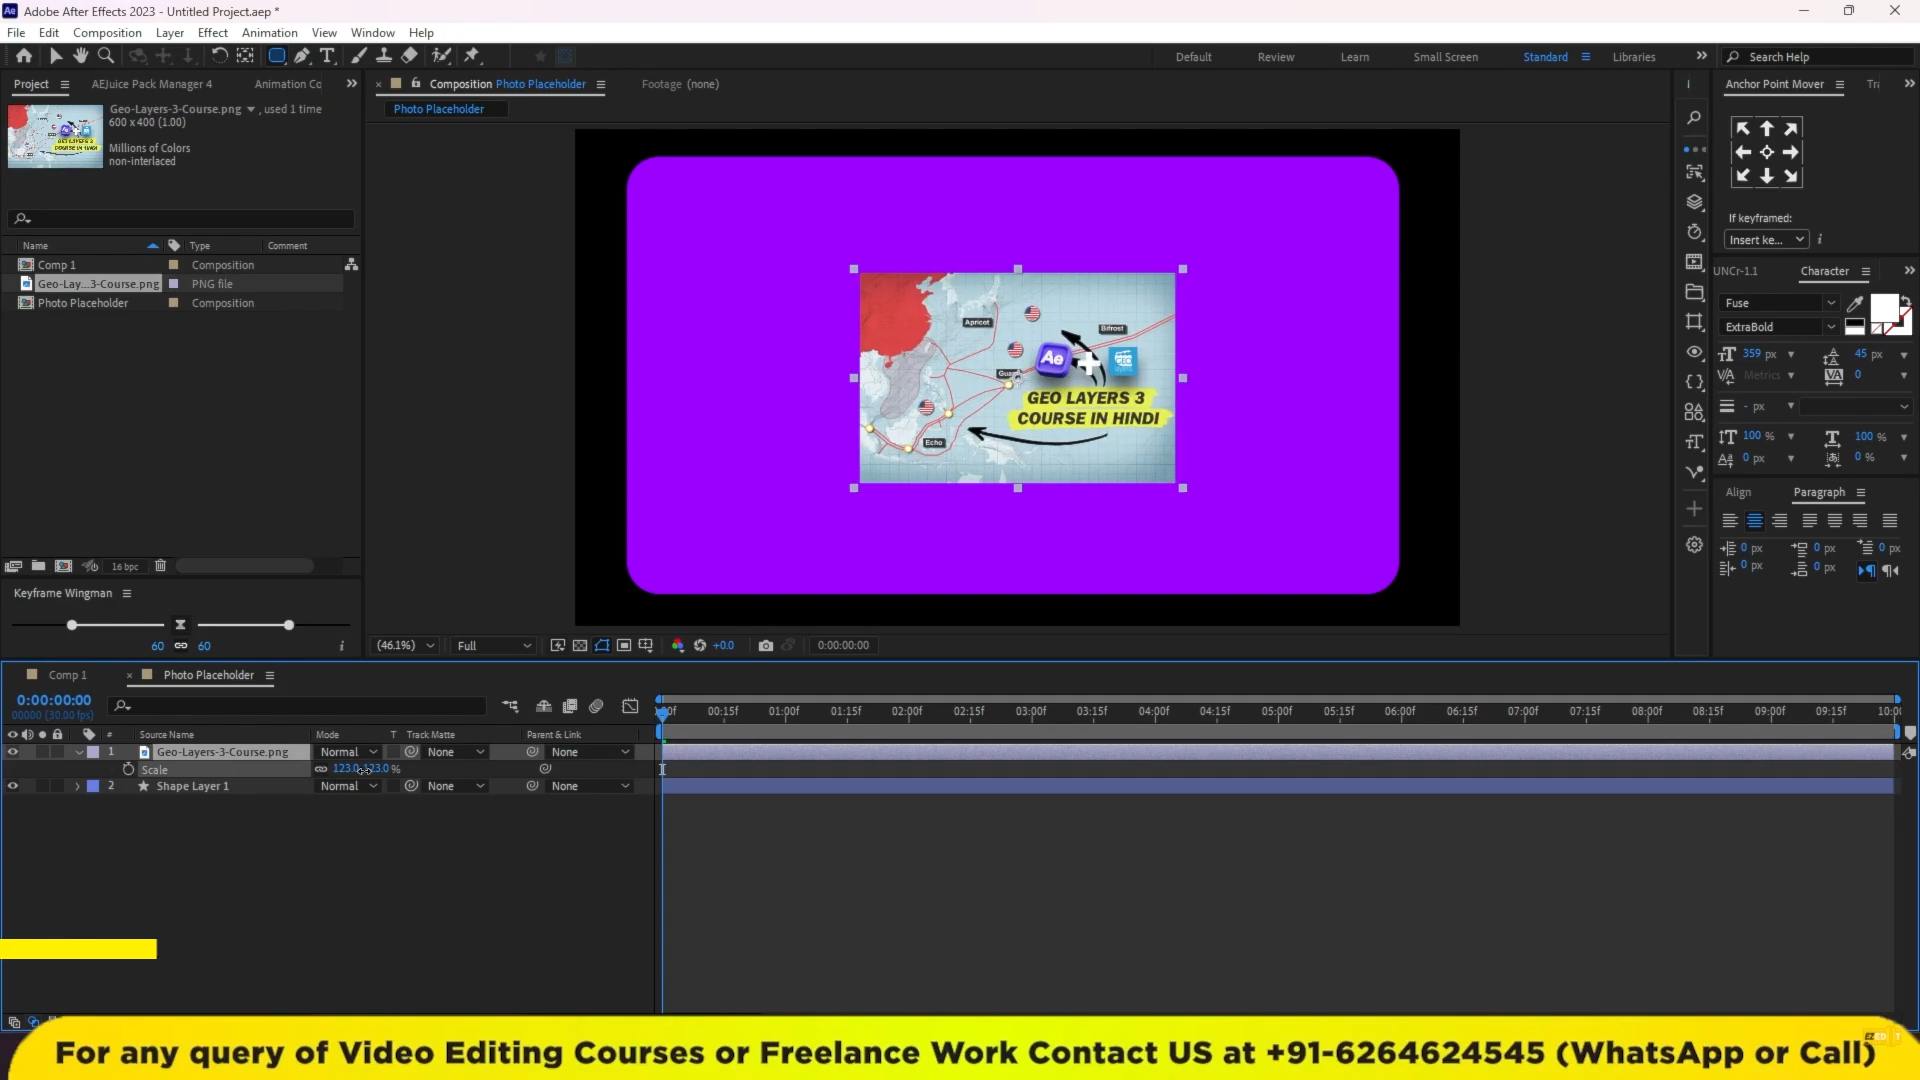 Adobe After Effects 2023 - Untitled Project.aep *
File Edit Composition Layer Effect Animation View Window Help
Default Review Learn Small Screen Standard Libraries Search Help
Project AEJuice Pack Manager 4 Animation Co
Composition Photo Placeholder Footage (none)
Anchor Point Mover Tri
Photo Placeholder
Geo-Layers-3-Course.png , used 1 time
600 x 400 (1.00)
Millions of Colors
non-interlaced
If keyframed:
Insert ke...
Name Type Comment
Comp 1 Composition
Geo-Lay...3-Course.png PNG file
Photo Placeholder Composition
UNCr-1.1 Character
Fuse
ExtraBold
359 px 45 px
Metrics 0
- px
100 % 100 %
0 px 0 %
Align Paragraph
0 px 0 px 0 px
0 px 0 px
Apricot
Bifrost
Ae
GEO LAYERS 3
COURSE IN HINDI
Echo
16 bpc
Keyframe Wingman
60 60
(46.1%) Full +0.0 0:00:00:00
Comp 1 Photo Placeholder
0:00:00:00
00000 (30.00 fps)
00:15f 01:00f 01:15f 02:00f 02:15f 03:00f 03:15f 04:00f 04:15f 05:00f 05:15f 06:00f 06:15f 07:00f 07:15f 08:00f 08:15f 09:00f 09:15f
# Source Name Mode T Track Matte Parent & Link
1 Geo-Layers-3-Course.png Normal None None
Scale 123.0, 123.0 %
2 Shape Layer 1 Normal None None
For any query of Video Editing Courses or Freelance Work Contact US at +91-6264624545 (WhatsApp or Call)